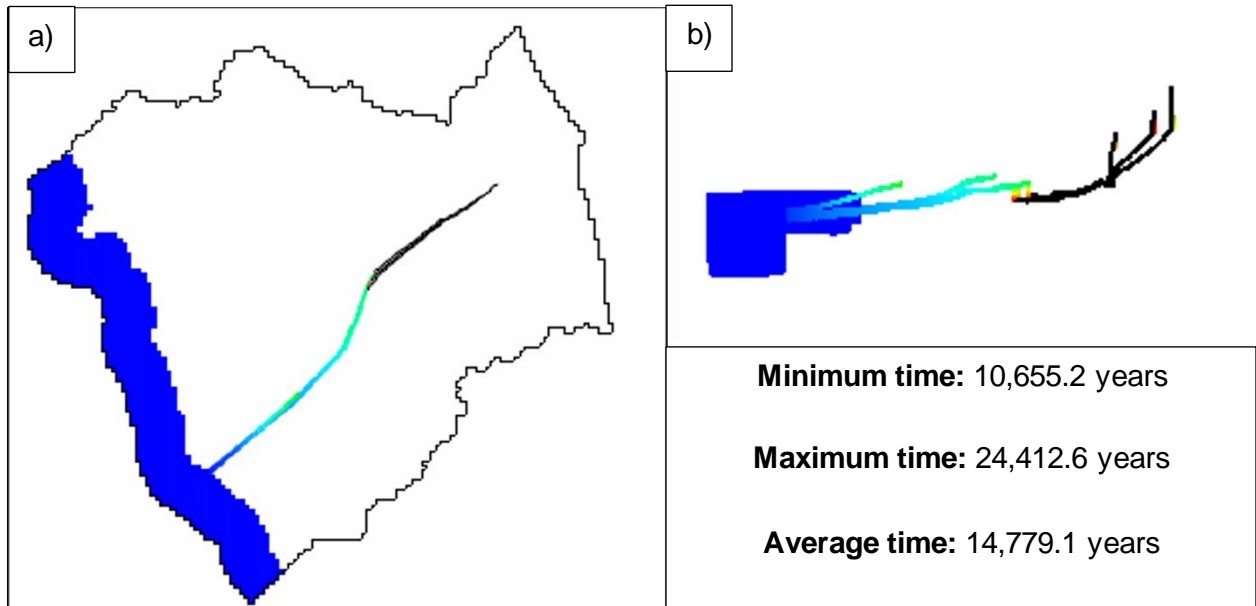 a)
b)
Minimum time: 10,655.2 years
Maximum time: 24,412.6 years
Average time: 14,779.1 years